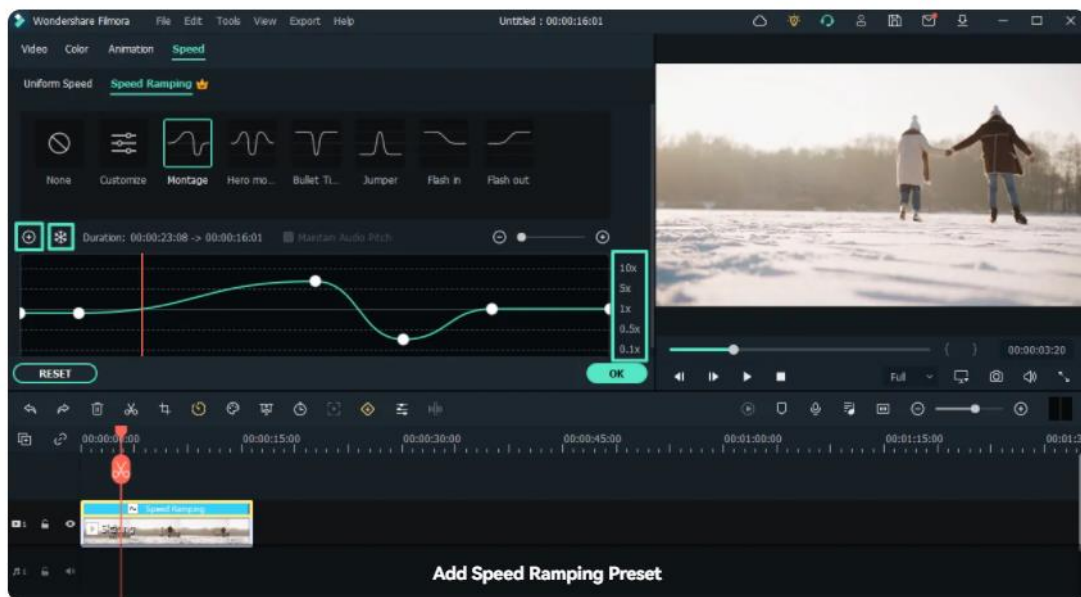 Wondershare Filmora File Edit Tools View Export Help Untitled : 00:00:16:01
Video Color Animation Speed
Uniform Speed Speed Ramping
None Customize Montage Hero mo... Bullet Ti... Jumper Flash in Flash out
Duration: 00:00:23:08 -> 00:00:16:01 Maintain Audio Pitch
10x
5x
1x
0.5x
0.1x
RESET OK
00:00:03:20
Full
00:00:00:00 00:00:15:00 00:00:30:00 00:00:45:00 00:01:00:00 00:01:15:00
Speed Ramping
1
1
Add Speed Ramping Preset